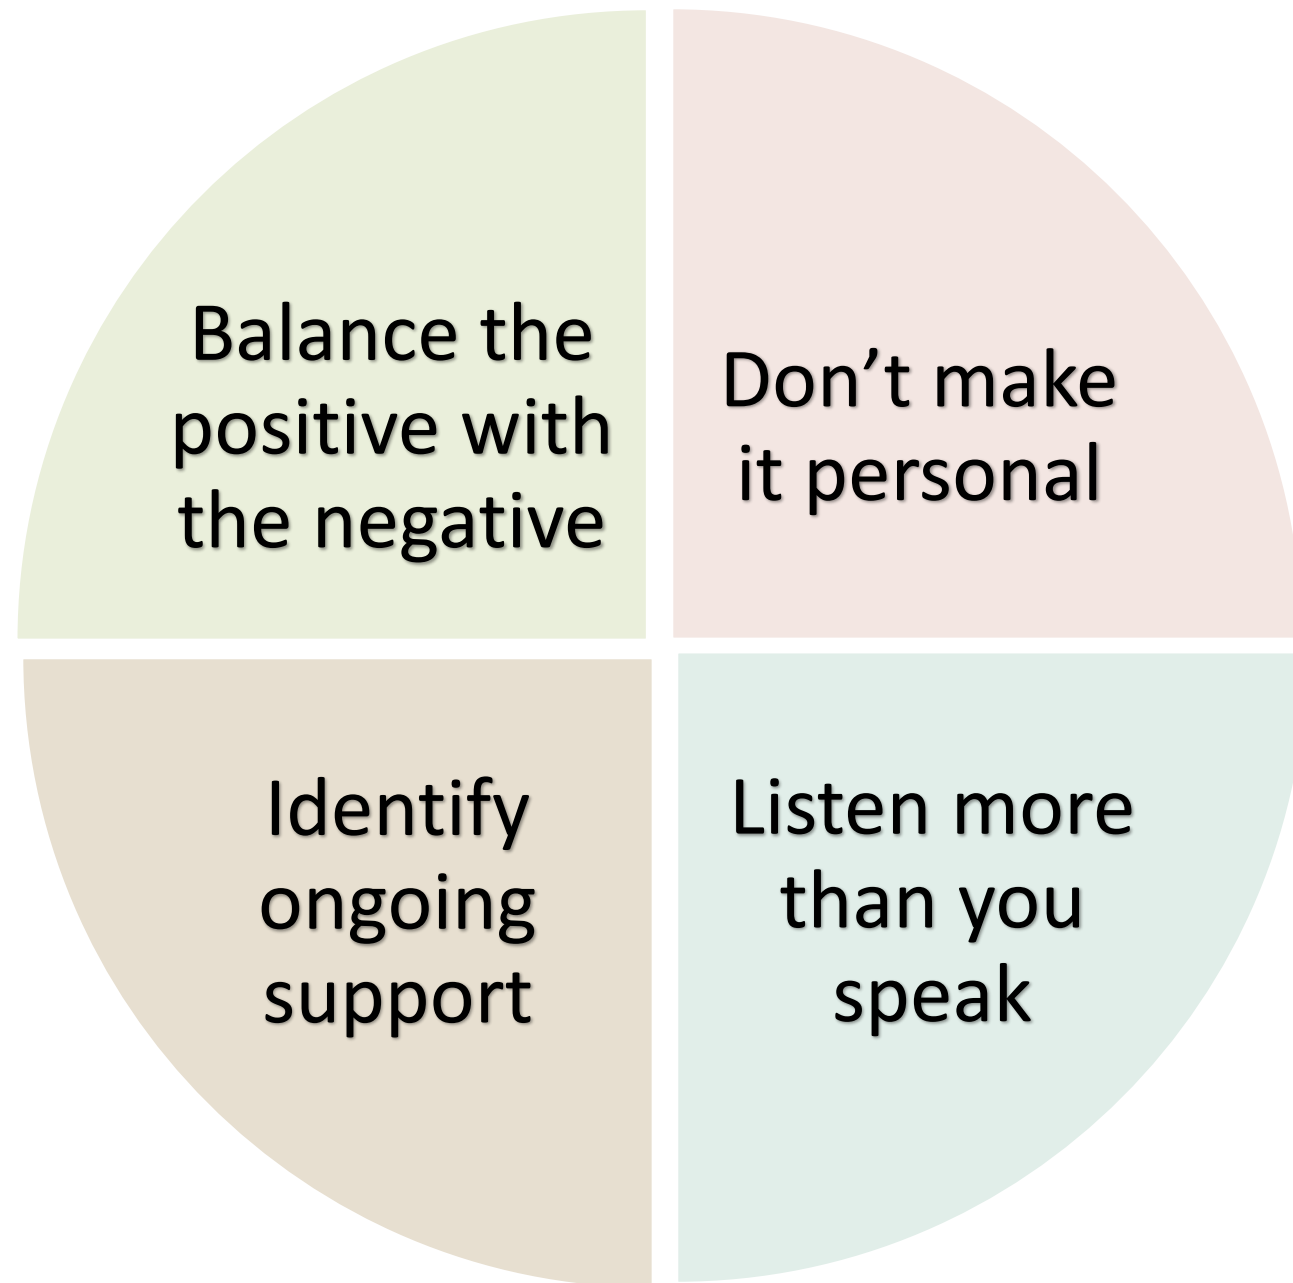 Balance the
positive with
the negative
Don’t make
it personal
Identify
ongoing
support
Listen more
than you
speak